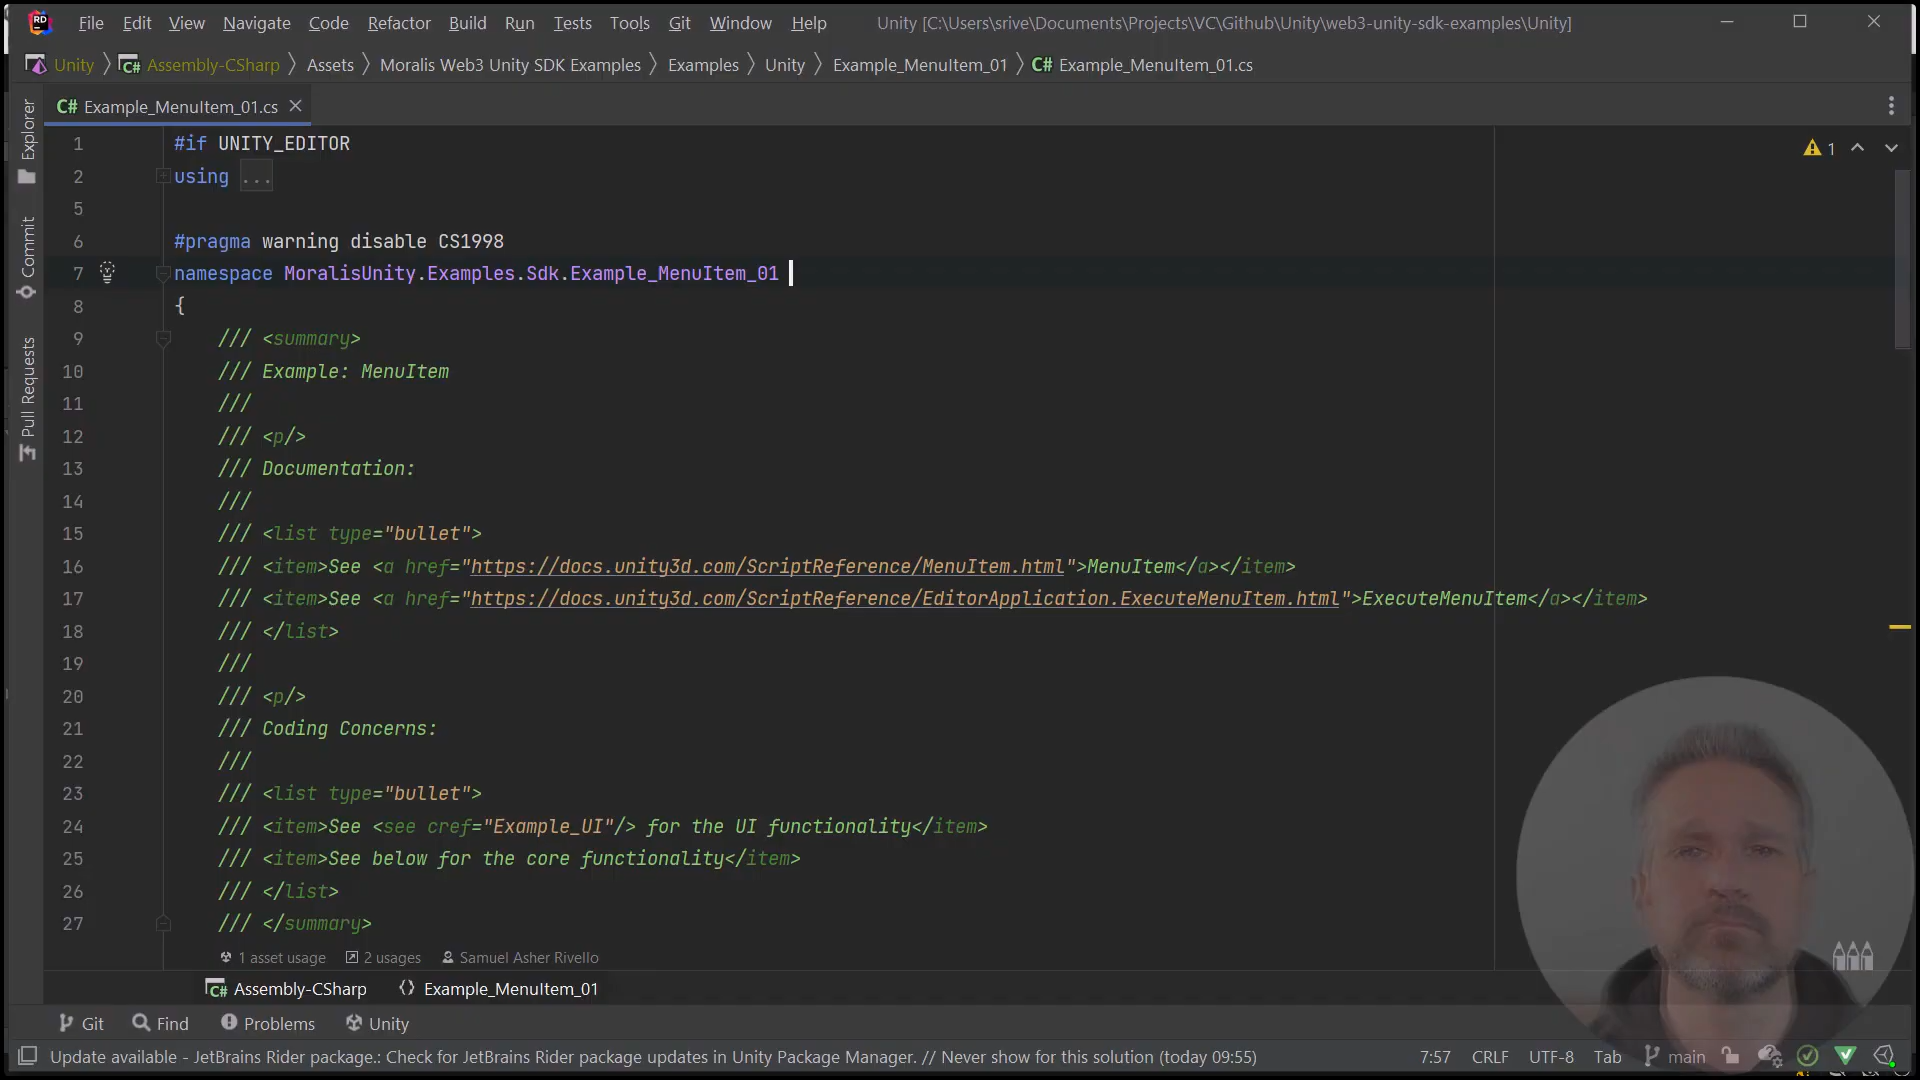 RD File Edit View Navigate Code Refactor Build Run Tests Tools Git Window Help Unity [C:\Users\srive\Documents\Projects\VC\Github\Unity\web3-unity-sdk-examples\Unity]
Unity Assembly-CSharp Assets Moralis Web3 Unity SDK Examples Examples Unity Example_MenuItem_01 C# Example_MenuItem_01.cs
C# Example_MenuItem_01.cs
Explorer
Commit
Pull Requests
1 #if UNITY_EDITOR
1
2 using ...
5
6 #pragma warning disable CS1998
7 namespace MoralisUnity.Examples.Sdk.Example_MenuItem_01
8 {
9 /// <summary>
10 /// Example: MenuItem
11 ///
12 /// <p/>
13 /// Documentation:
14 ///
15 /// <list type="bullet">
16 /// <item>See <a href="https://docs.unity3d.com/ScriptReference/MenuItem.html">MenuItem</a></item>
17 /// <item>See <a href="https://docs.unity3d.com/ScriptReference/EditorApplication.ExecuteMenuItem.html">ExecuteMenuItem</a></item>
18 /// </list>
19 ///
20 /// <p/>
21 /// Coding Concerns:
22 ///
23 /// <list type="bullet">
24 /// <item>See <see cref="Example_UI"/> for the UI functionality</item>
25 /// <item>See below for the core functionality</item>
26 /// </list>
27 /// </summary>
1 asset usage 2 usages Samuel Asher Rivello
C# Assembly-CSharp Example_MenuItem_01
Git Find Problems Unity
Update available - JetBrains Rider package.: Check for JetBrains Rider package updates in Unity Package Manager. // Never show for this solution (today 09:55) 7:57 CRLF UTF-8 Tab main